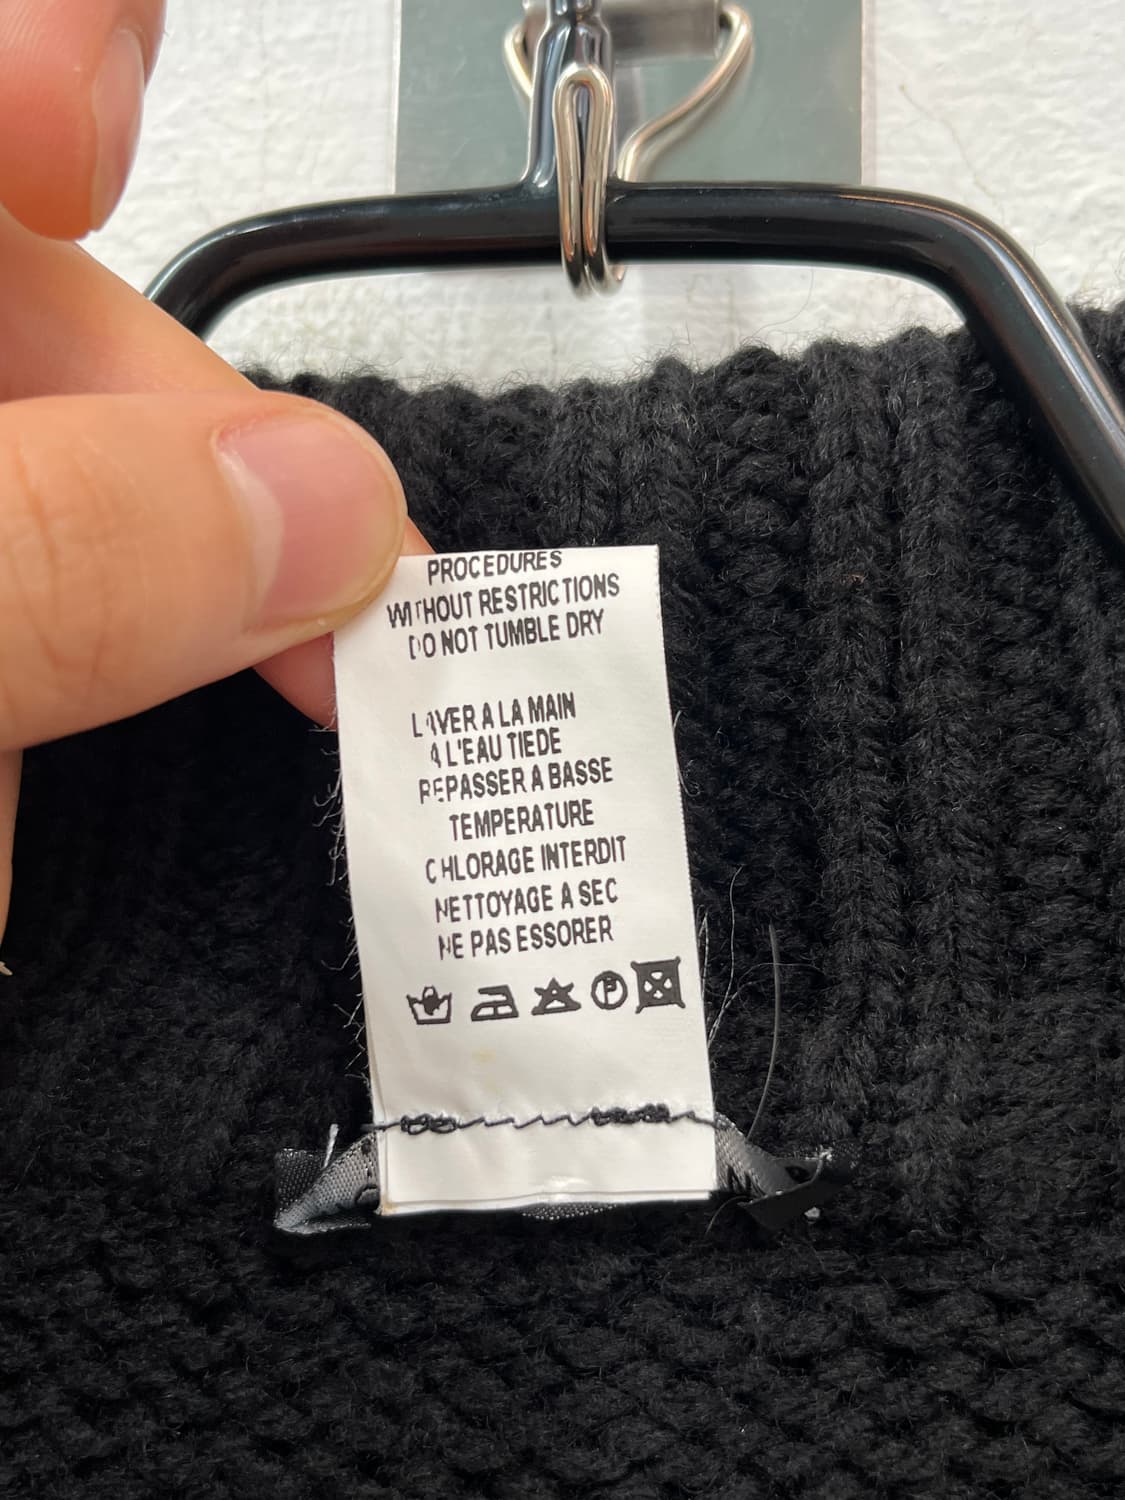 PROCEDURES
WITHOUT RESTRICTIONS
DO NOT TUMBLE DRY
LAVER A LA MAIN
A L'EAU TIEDE
REPASSER A BASSE
TEMPERATURE
CHLORAGE INTERDIT
NETTOYAGE A SEC
NE PAS ESSORER
P